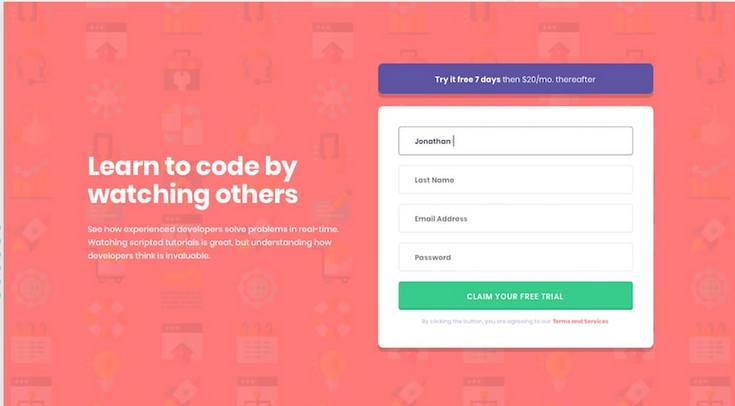 Try it free 7 days then $20/mo. thereafter
Learn to code by
watching others
See how experienced developers solve problems in real-time.
Watching scripted tutorials is great, but understanding how
developers think is invaluable.
Jonathan
Last Name
Email Address
Password
CLAIM YOUR FREE TRIAL
By clicking the button, you are agreeing to our Terms and Services